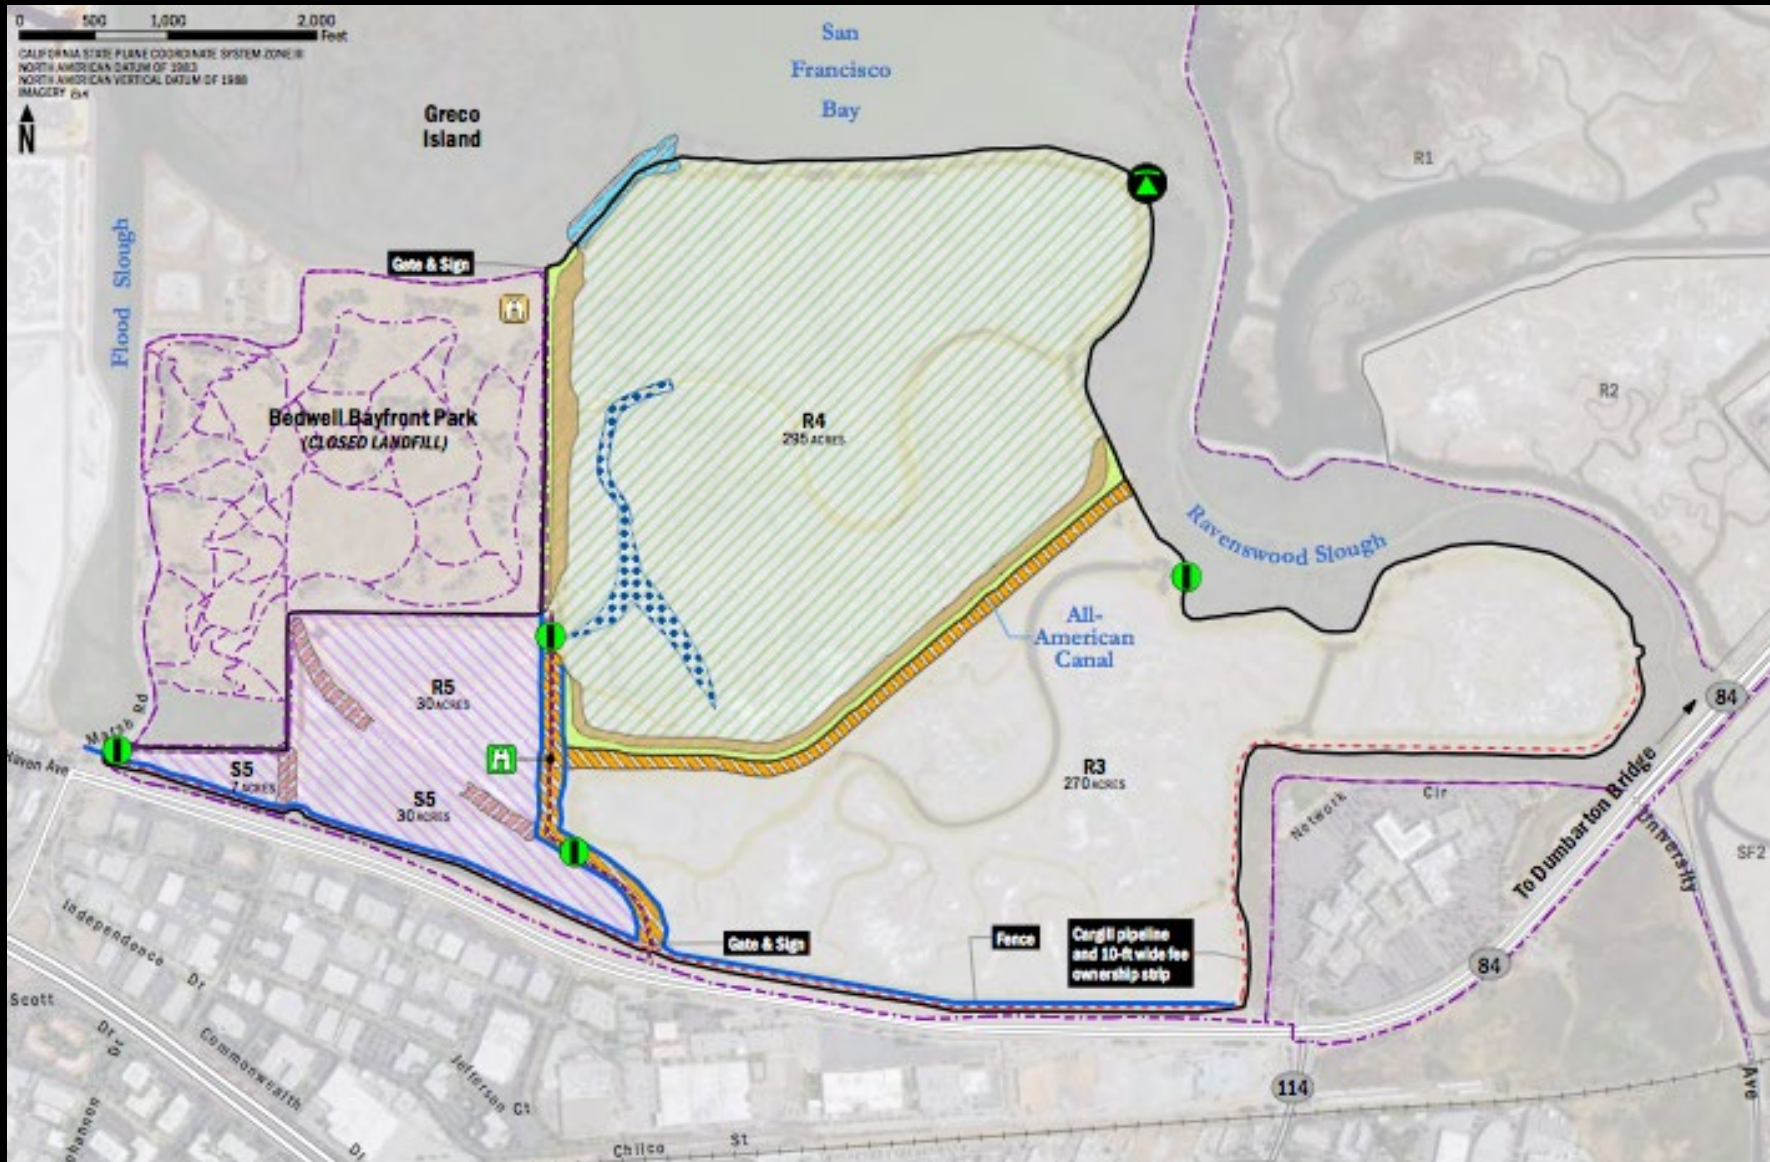 0 500 1,000 2,000
Feet
CALIFORNIA STATE PLANE COORDINATE SYSTEM ZONE III
NORTH AMERICAN DATUM OF 1983
NORTH AMERICAN VERTICAL DATUM OF 1988
IMAGERY Esri
N
San
Francisco
Bay
Greco
Island
R1
Flood Slough
Gate & Sign
R2
Bedwell Bayfront Park
(CLOSED LANDFILL)
R4
295 ACRES
Ravenswood Slough
All-
American
Canal
R5
30 ACRES
Marsh Rd
84
Haven Ave
S5
7 ACRES
S5
30 ACRES
R3
270 ACRES
Network Cir
To Dumbarton Bridge
University
SF2
Independence Dr
Gate & Sign
Fence
Cargill pipeline
and 10-ft wide fee
ownership strip
84
Scott
Dr
Dr
Commonwealth
Jefferson Ct
114
Ave
Dr
Chilco St